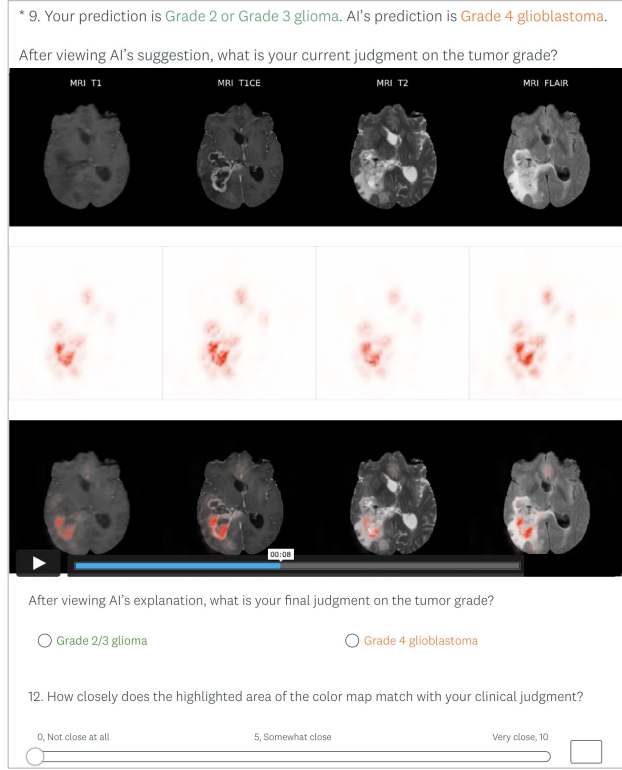 * 9. Your prediction is Grade 2 or Grade 3 glioma. AI's prediction is Grade 4 glioblastoma.
After viewing AI's suggestion, what is your current judgment on the tumor grade?
MRI T1 MRI T1CE MRI T2 MRI FLAIR
00:08
After viewing AI's explanation, what is your final judgment on the tumor grade?
Grade 2/3 glioma Grade 4 glioblastoma
12. How closely does the highlighted area of the color map match with your clinical judgment?
0, Not close at all 5, Somewhat close Very close, 10